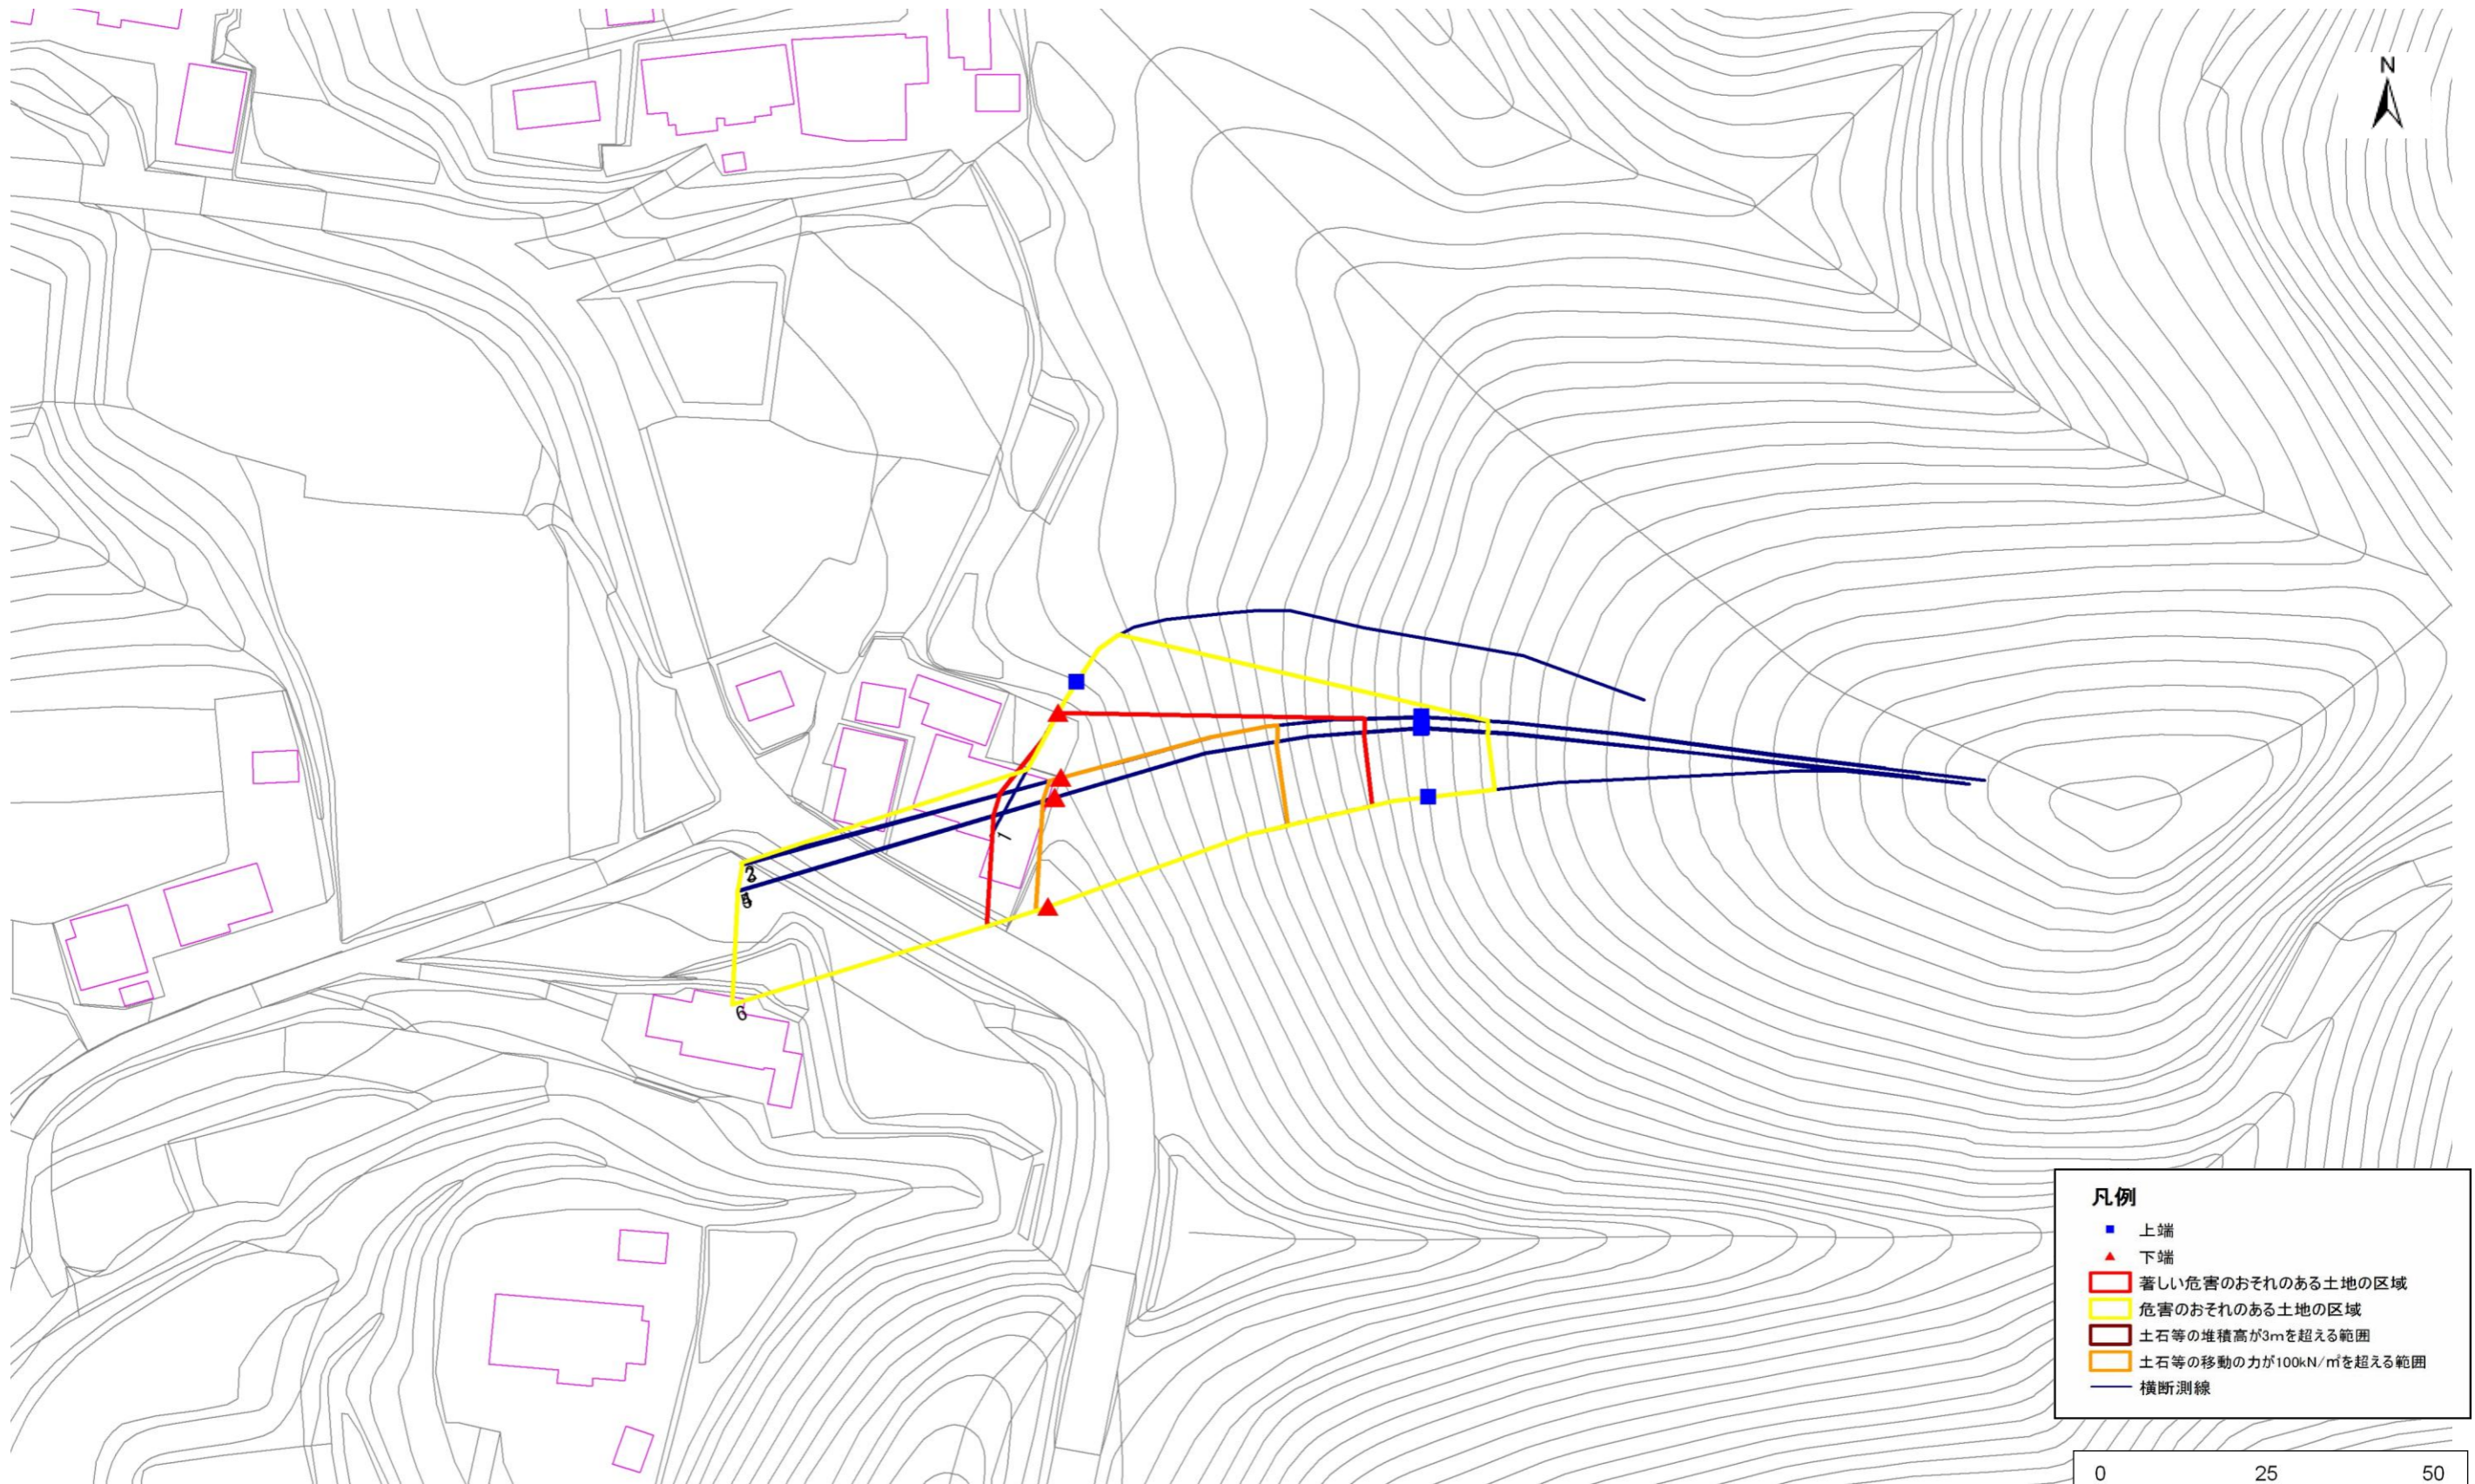 N
1
2
6
凡例
上端
下端
著しい危害のおそれのある土地の区域
危害のおそれのある土地の区域
土石等の堆積高が3mを超える範囲
土石等の移動の力が100kN/㎡を超える範囲
横断測線
0 25 50